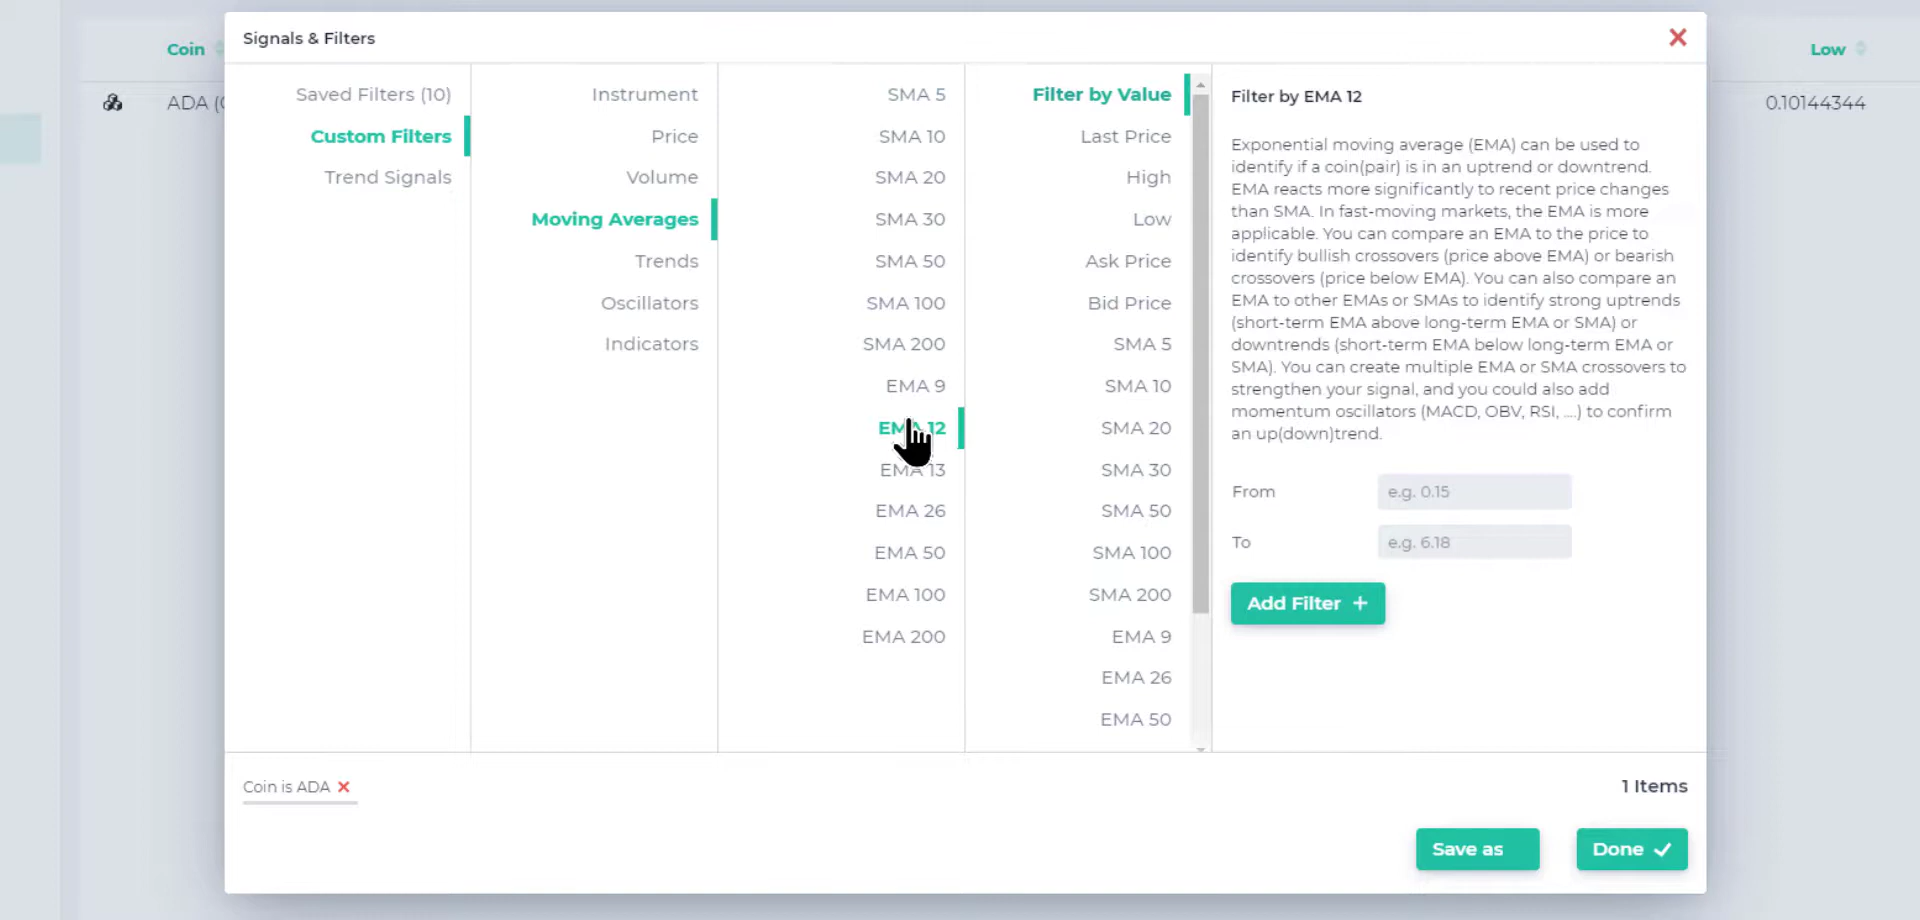 Coin
Low
ADA (
0.10144344
Signals & Filters
Saved Filters (10)
Custom Filters
Trend Signals
Instrument
Price
Volume
Moving Averages
Trends
Oscillators
Indicators
SMA 5
SMA 10
SMA 20
SMA 30
SMA 50
SMA 100
SMA 200
EMA 9
EMA 12
EMA 13
EMA 26
EMA 50
EMA 100
EMA 200
Filter by Value
Last Price
High
Low
Ask Price
Bid Price
SMA 5
SMA 10
SMA 20
SMA 30
SMA 50
SMA 100
SMA 200
EMA 9
EMA 26
EMA 50
Filter by EMA 12
Exponential moving average (EMA) can be used to
identify if a coin(pair) is in an uptrend or downtrend.
EMA reacts more significantly to recent price changes
than SMA. In fast-moving markets, the EMA is more
applicable. You can compare an EMA to the price to
identify bullish crossovers (price above EMA) or bearish
crossovers (price below EMA). You can also compare an
EMA to other EMAs or SMAs to identify strong uptrends
(short-term EMA above long-term EMA or SMA) or
downtrends (short-term EMA below long-term EMA or
SMA). You can create multiple EMA or SMA crossovers to
strengthen your signal, and you could also add
momentum oscillators (MACD, OBV, RSI, ....) to confirm
an up(down)trend.
From
e.g. 0.15
To
e.g. 6.18
Add Filter +
Coin is ADA
1 Items
Save as
Done